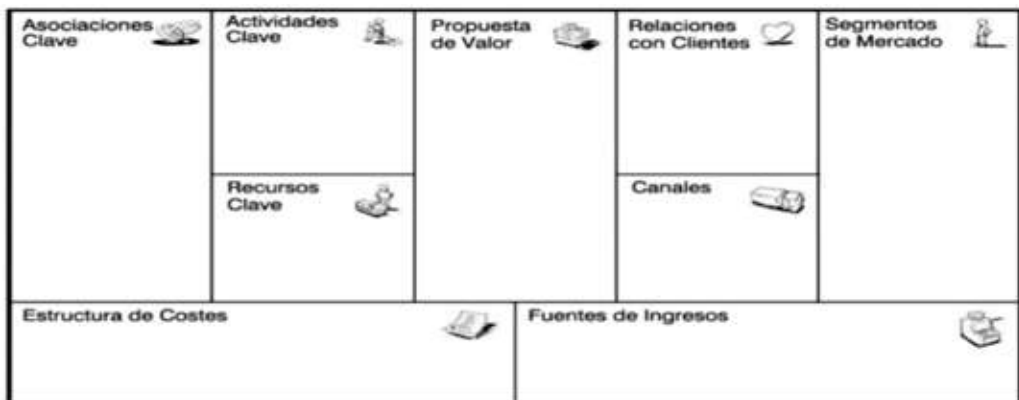 Asociaciones
Clave
Actividades
Clave
Propuesta
de Valor
Relaciones
con Clientes
Segmentos
de Mercado
Recursos
Clave
Canales
Estructura de Costes
Fuentes de Ingresos